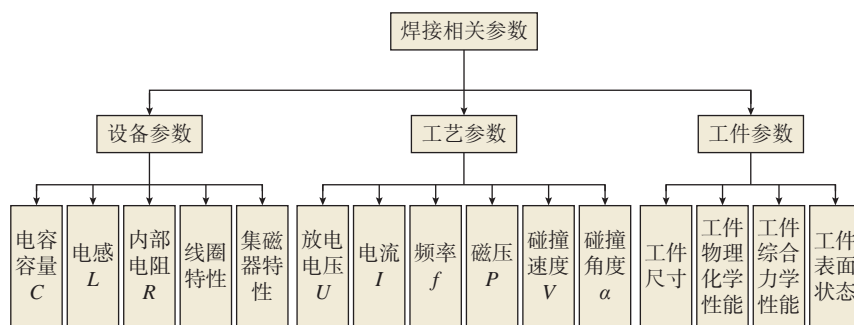 焊接相关参数
设备参数
工艺参数
工件参数
电容
容量
C
电感
L
内部
电阻
R
线圈
特性
集磁
器特
性
放电
电压
U
电流
I
频率
f
磁压
P
碰撞
速度
V
碰撞
角度
α
工件
尺寸
工件
物理
化学
性能
工件
综合
力学
性能
工件
表面
状态